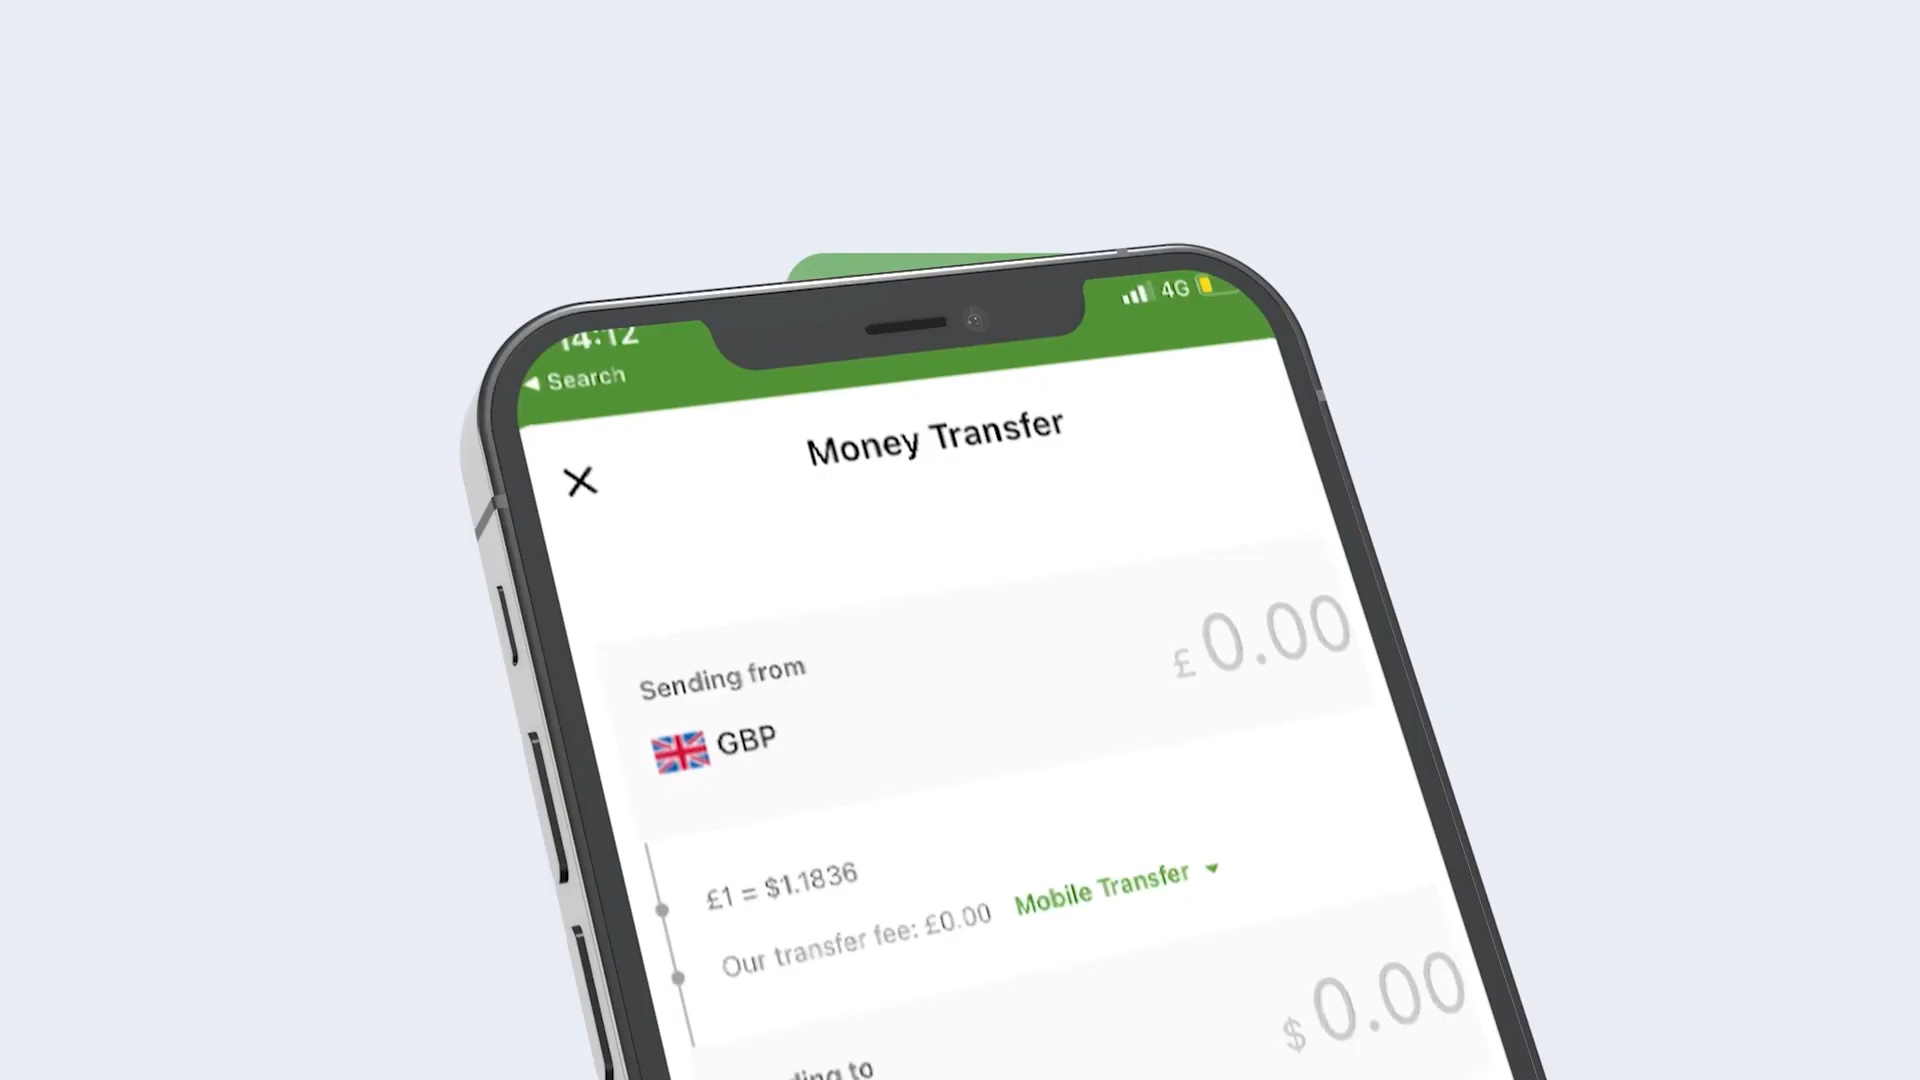 14:12
4G
Search
Money Transfer
Sending from
£0.00
GBP
£1 = $1.1836
Our transfer fee: £0.00 Mobile Transfer
$0.00
to